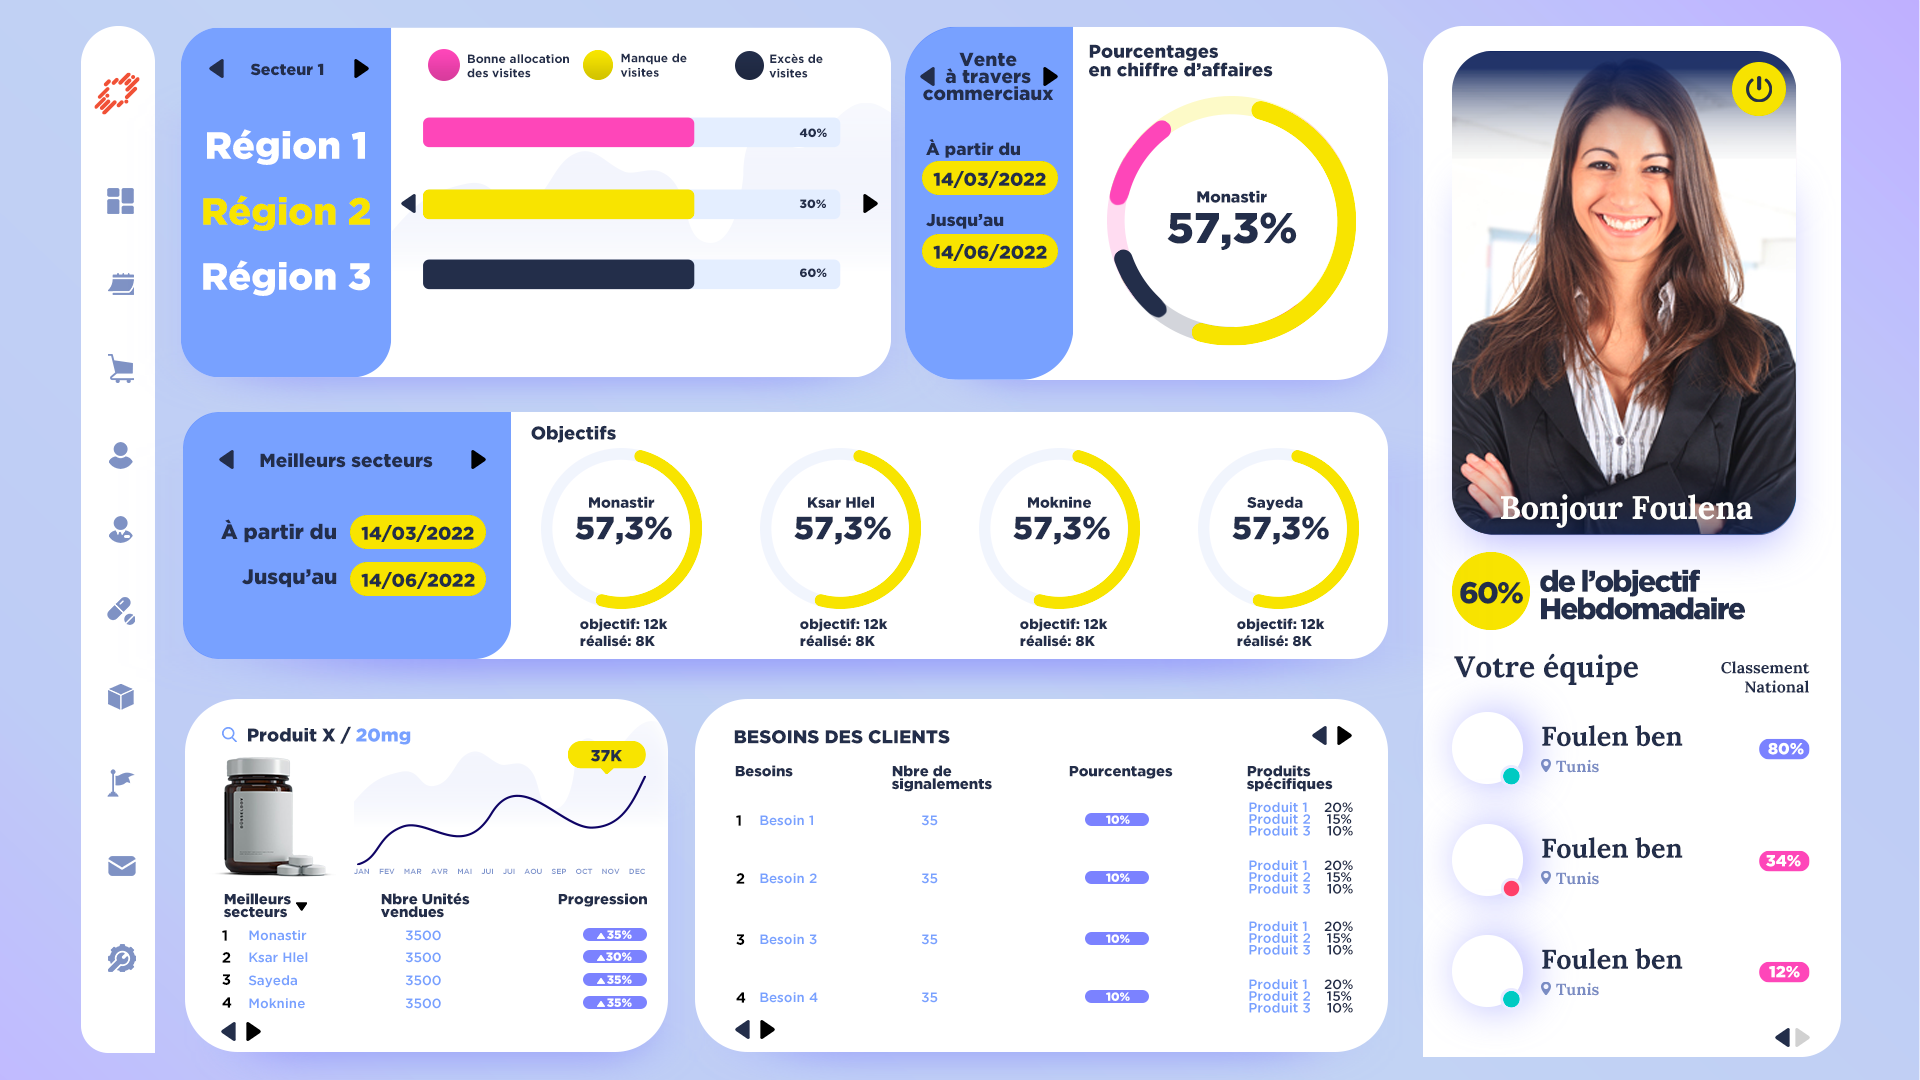 Secteur 1
Région 1
Région 2
Région 3
Bonne allocation
des visites
Manque de
visites
Excès de
visites
40%
30%
60%
Vente
à travers
commerciaux
À partir du
14/03/2022
Jusqu’au
14/06/2022
Pourcentages
en chiffre d’affaires
Monastir
57,3%
Bonjour Foulena
60%
de l’objectif
Hebdomadaire
Votre équipe
Classement
National
Foulen ben
Tunis
80%
Foulen ben
Tunis
34%
Foulen ben
Tunis
12%
Meilleurs secteurs
À partir du
14/03/2022
Jusqu’au
14/06/2022
Objectifs
Monastir
57,3%
objectif: 12k
réalisé: 8K
Ksar Hlel
57,3%
objectif: 12k
réalisé: 8K
Moknine
57,3%
objectif: 12k
réalisé: 8K
Sayeda
57,3%
objectif: 12k
réalisé: 8K
Produit X / 20mg
37K
JAN FEV MAR AVR MAI JUI JUI AOU SEP OCT NOV DEC
Meilleurs
secteurs
Nbre Unités
vendues
Progression
1 Monastir 3500 35%
2 Ksar Hlel 3500 30%
3 Sayeda 3500 35%
4 Moknine 3500 35%
BESOINS DES CLIENTS
Besoins
Nbre de
signalements
Pourcentages
Produits
spécifiques
1 Besoin 1 35 10%
Produit 1 20%
Produit 2 15%
Produit 3 10%
2 Besoin 2 35 10%
Produit 1 20%
Produit 2 15%
Produit 3 10%
3 Besoin 3 35 10%
Produit 1 20%
Produit 2 15%
Produit 3 10%
4 Besoin 4 35 10%
Produit 1 20%
Produit 2 15%
Produit 3 10%